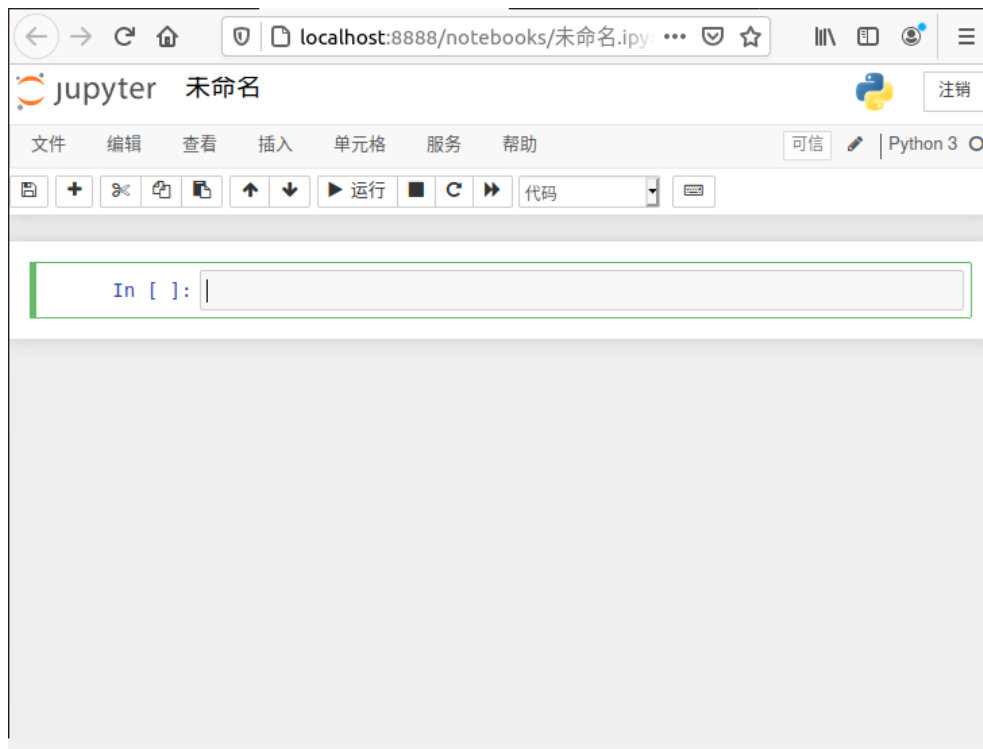 localhost:8888/notebooks/未命名.ipy
jupyter 未命名 注销
文件 编辑 查看 插入 单元格 服务 帮助 可信 Python 3
运行 代码
In [ ]: